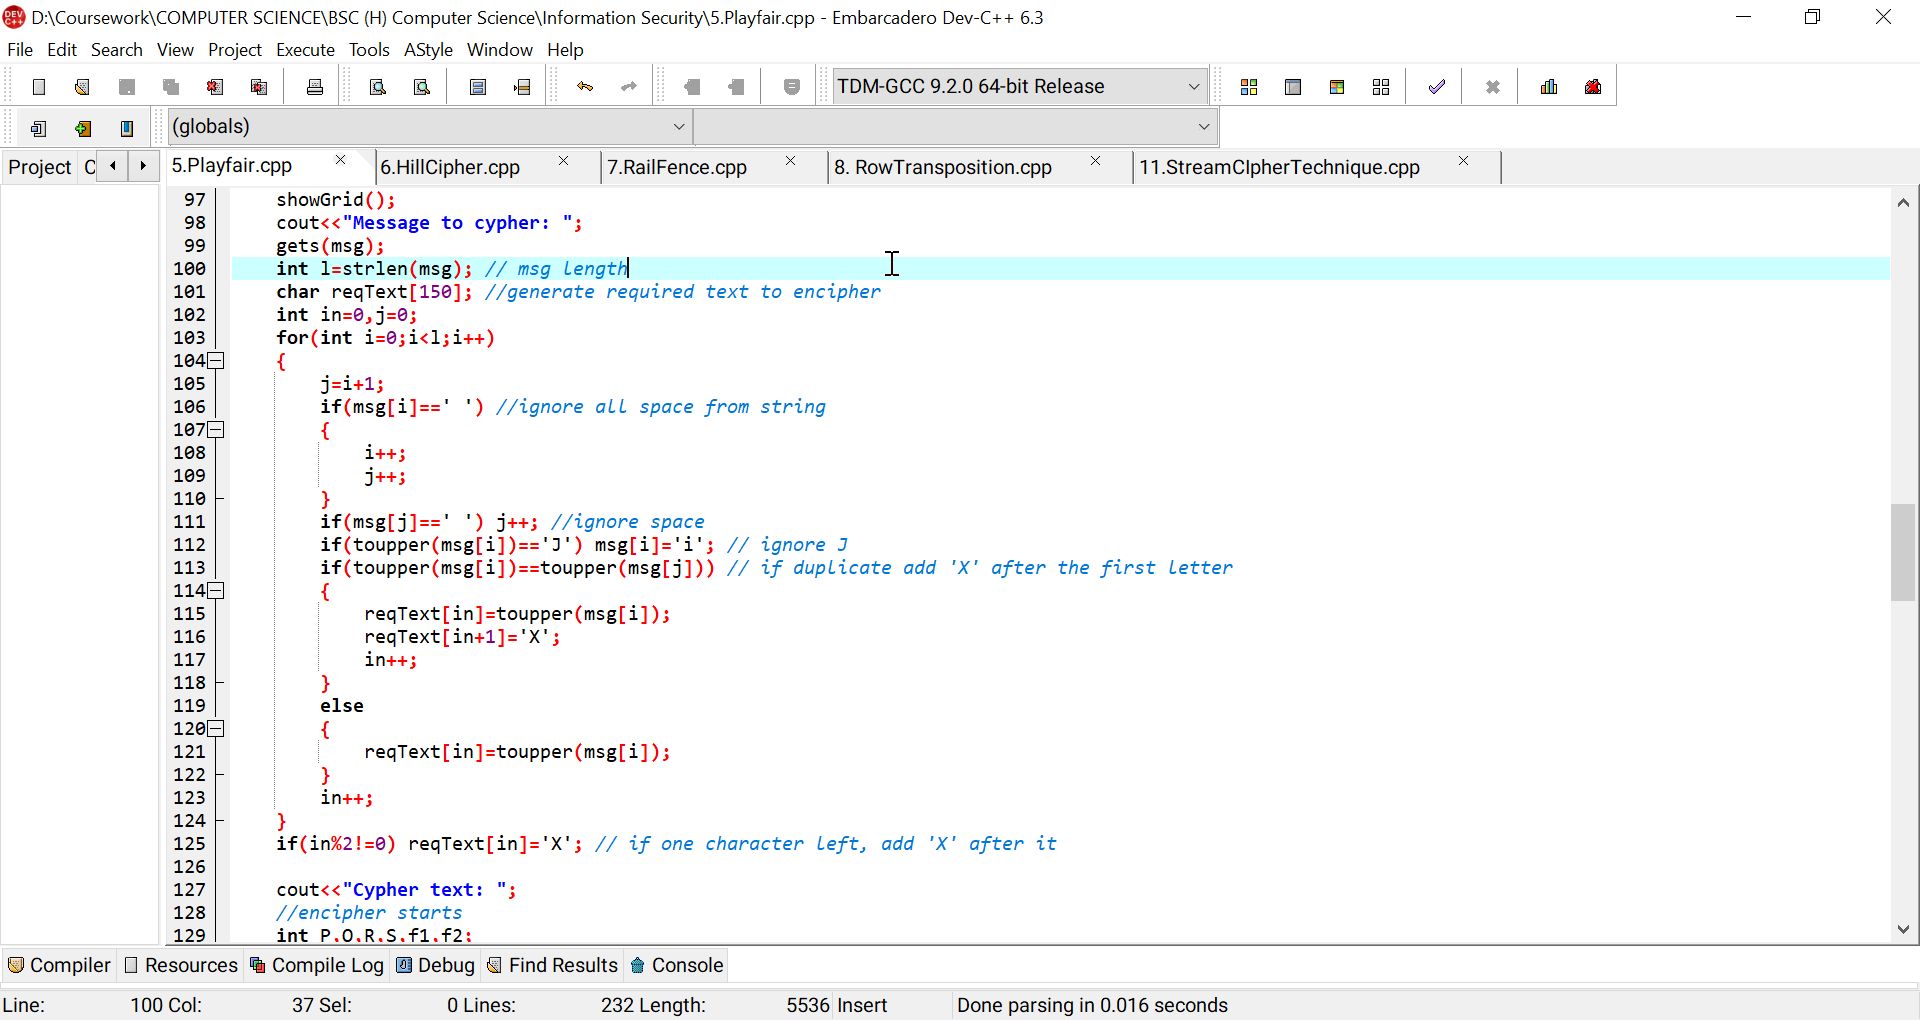 DEV C++ D:\Coursework\COMPUTER SCIENCE\BSC (H) Computer Science\Information Security\5.Playfair.cpp - Embarcadero Dev-C++ 6.3
File Edit Search View Project Execute Tools AStyle Window Help
TDM-GCC 9.2.0 64-bit Release
(globals)
Project C 5.Playfair.cpp 6.HillCipher.cpp 7.RailFence.cpp 8. RowTransposition.cpp 11.StreamCIpherTechnique.cpp
97 showGrid();
98 cout<<"Message to cypher: ";
99 gets(msg);
100 int l=strlen(msg); // msg length
101 char reqText[150]; //generate required text to encipher
102 int in=0,j=0;
103 for(int i=0;i<l;i++)
104 {
105 j=i+1;
106 if(msg[i]==' ') //ignore all space from string
107 {
108 i++;
109 j++;
110 }
111 if(msg[j]==' ') j++; //ignore space
112 if(toupper(msg[i])=='J') msg[i]='i'; // ignore J
113 if(toupper(msg[i])==toupper(msg[j])) // if duplicate add 'X' after the first letter
114 {
115 reqText[in]=toupper(msg[i]);
116 reqText[in+1]='X';
117 in++;
118 }
119 else
120 {
121 reqText[in]=toupper(msg[i]);
122 }
123 in++;
124 }
125 if(in%2!=0) reqText[in]='X'; // if one character left, add 'X' after it
126
127 cout<<"Cypher text: ";
128 //encipher starts
129 int P,Q,R,S,f1,f2;
Compiler Resources Compile Log Debug Find Results Console
Line: 100 Col: 37 Sel: 0 Lines: 232 Length: 5536 Insert Done parsing in 0.016 seconds